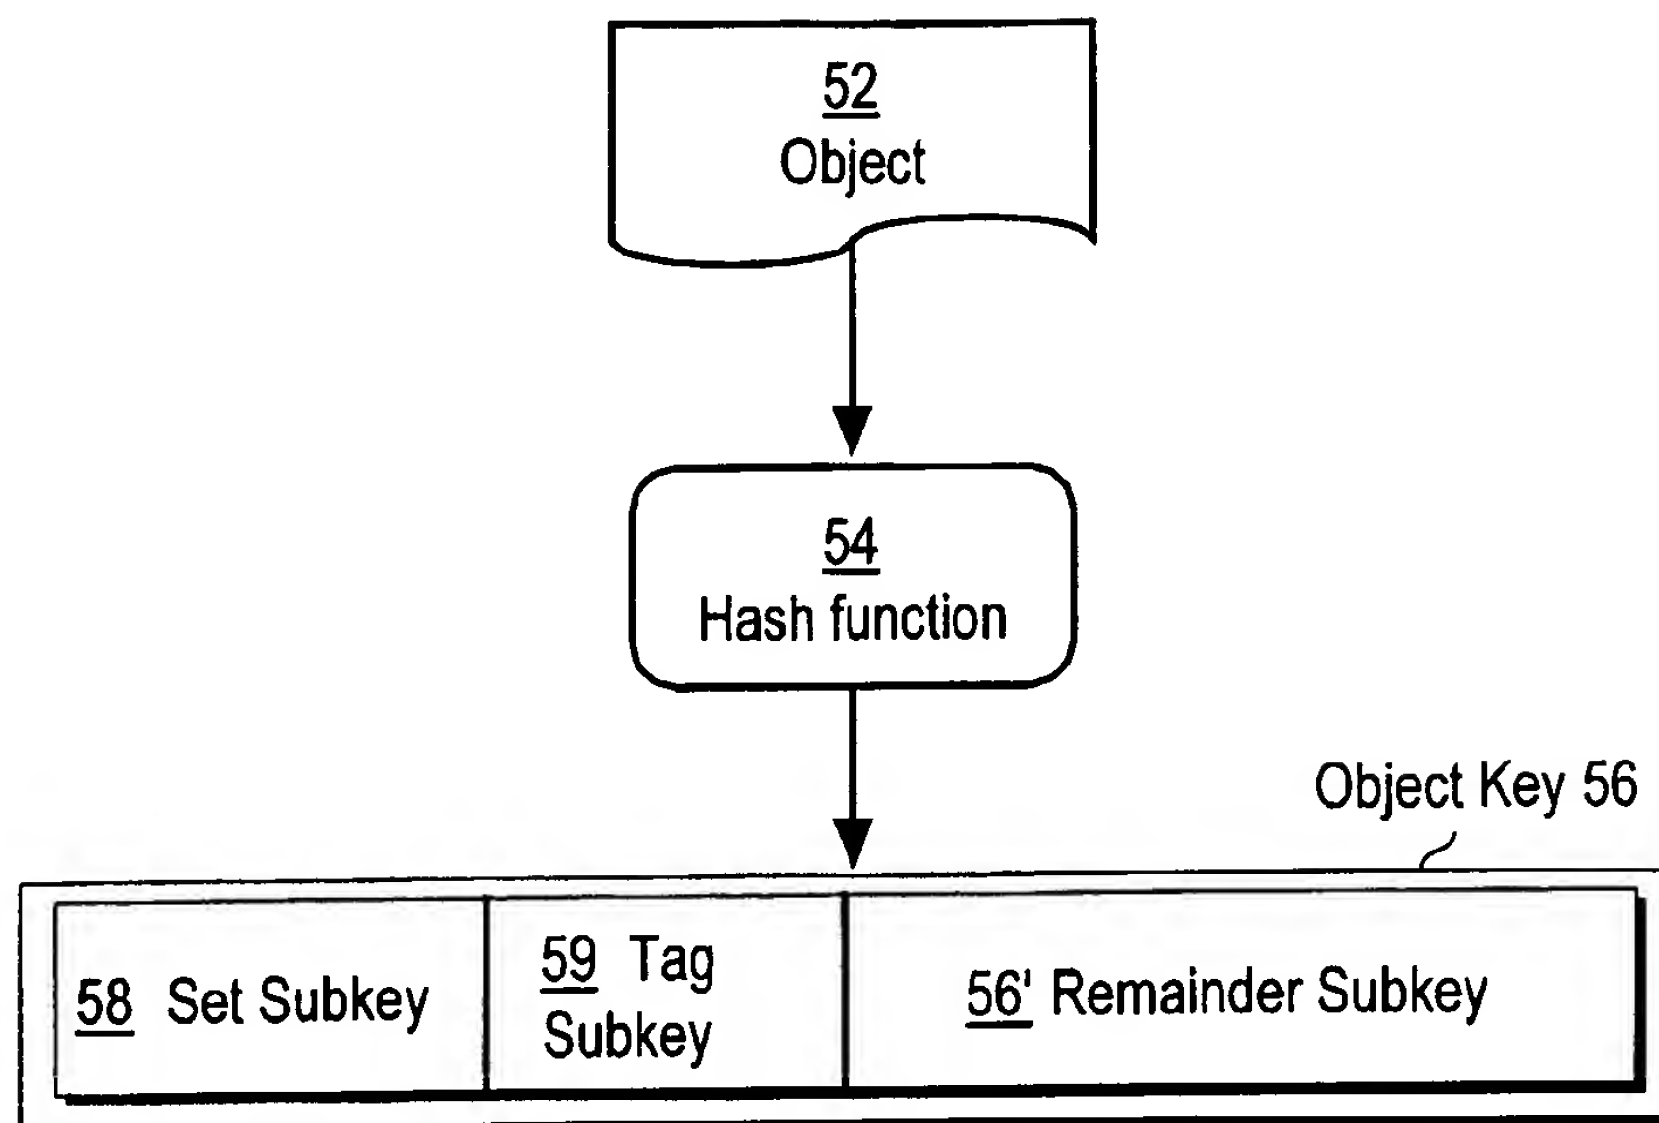 52
Object
54
Hash function
Object Key 56
58 Set Subkey
59 Tag
Subkey
56' Remainder Subkey